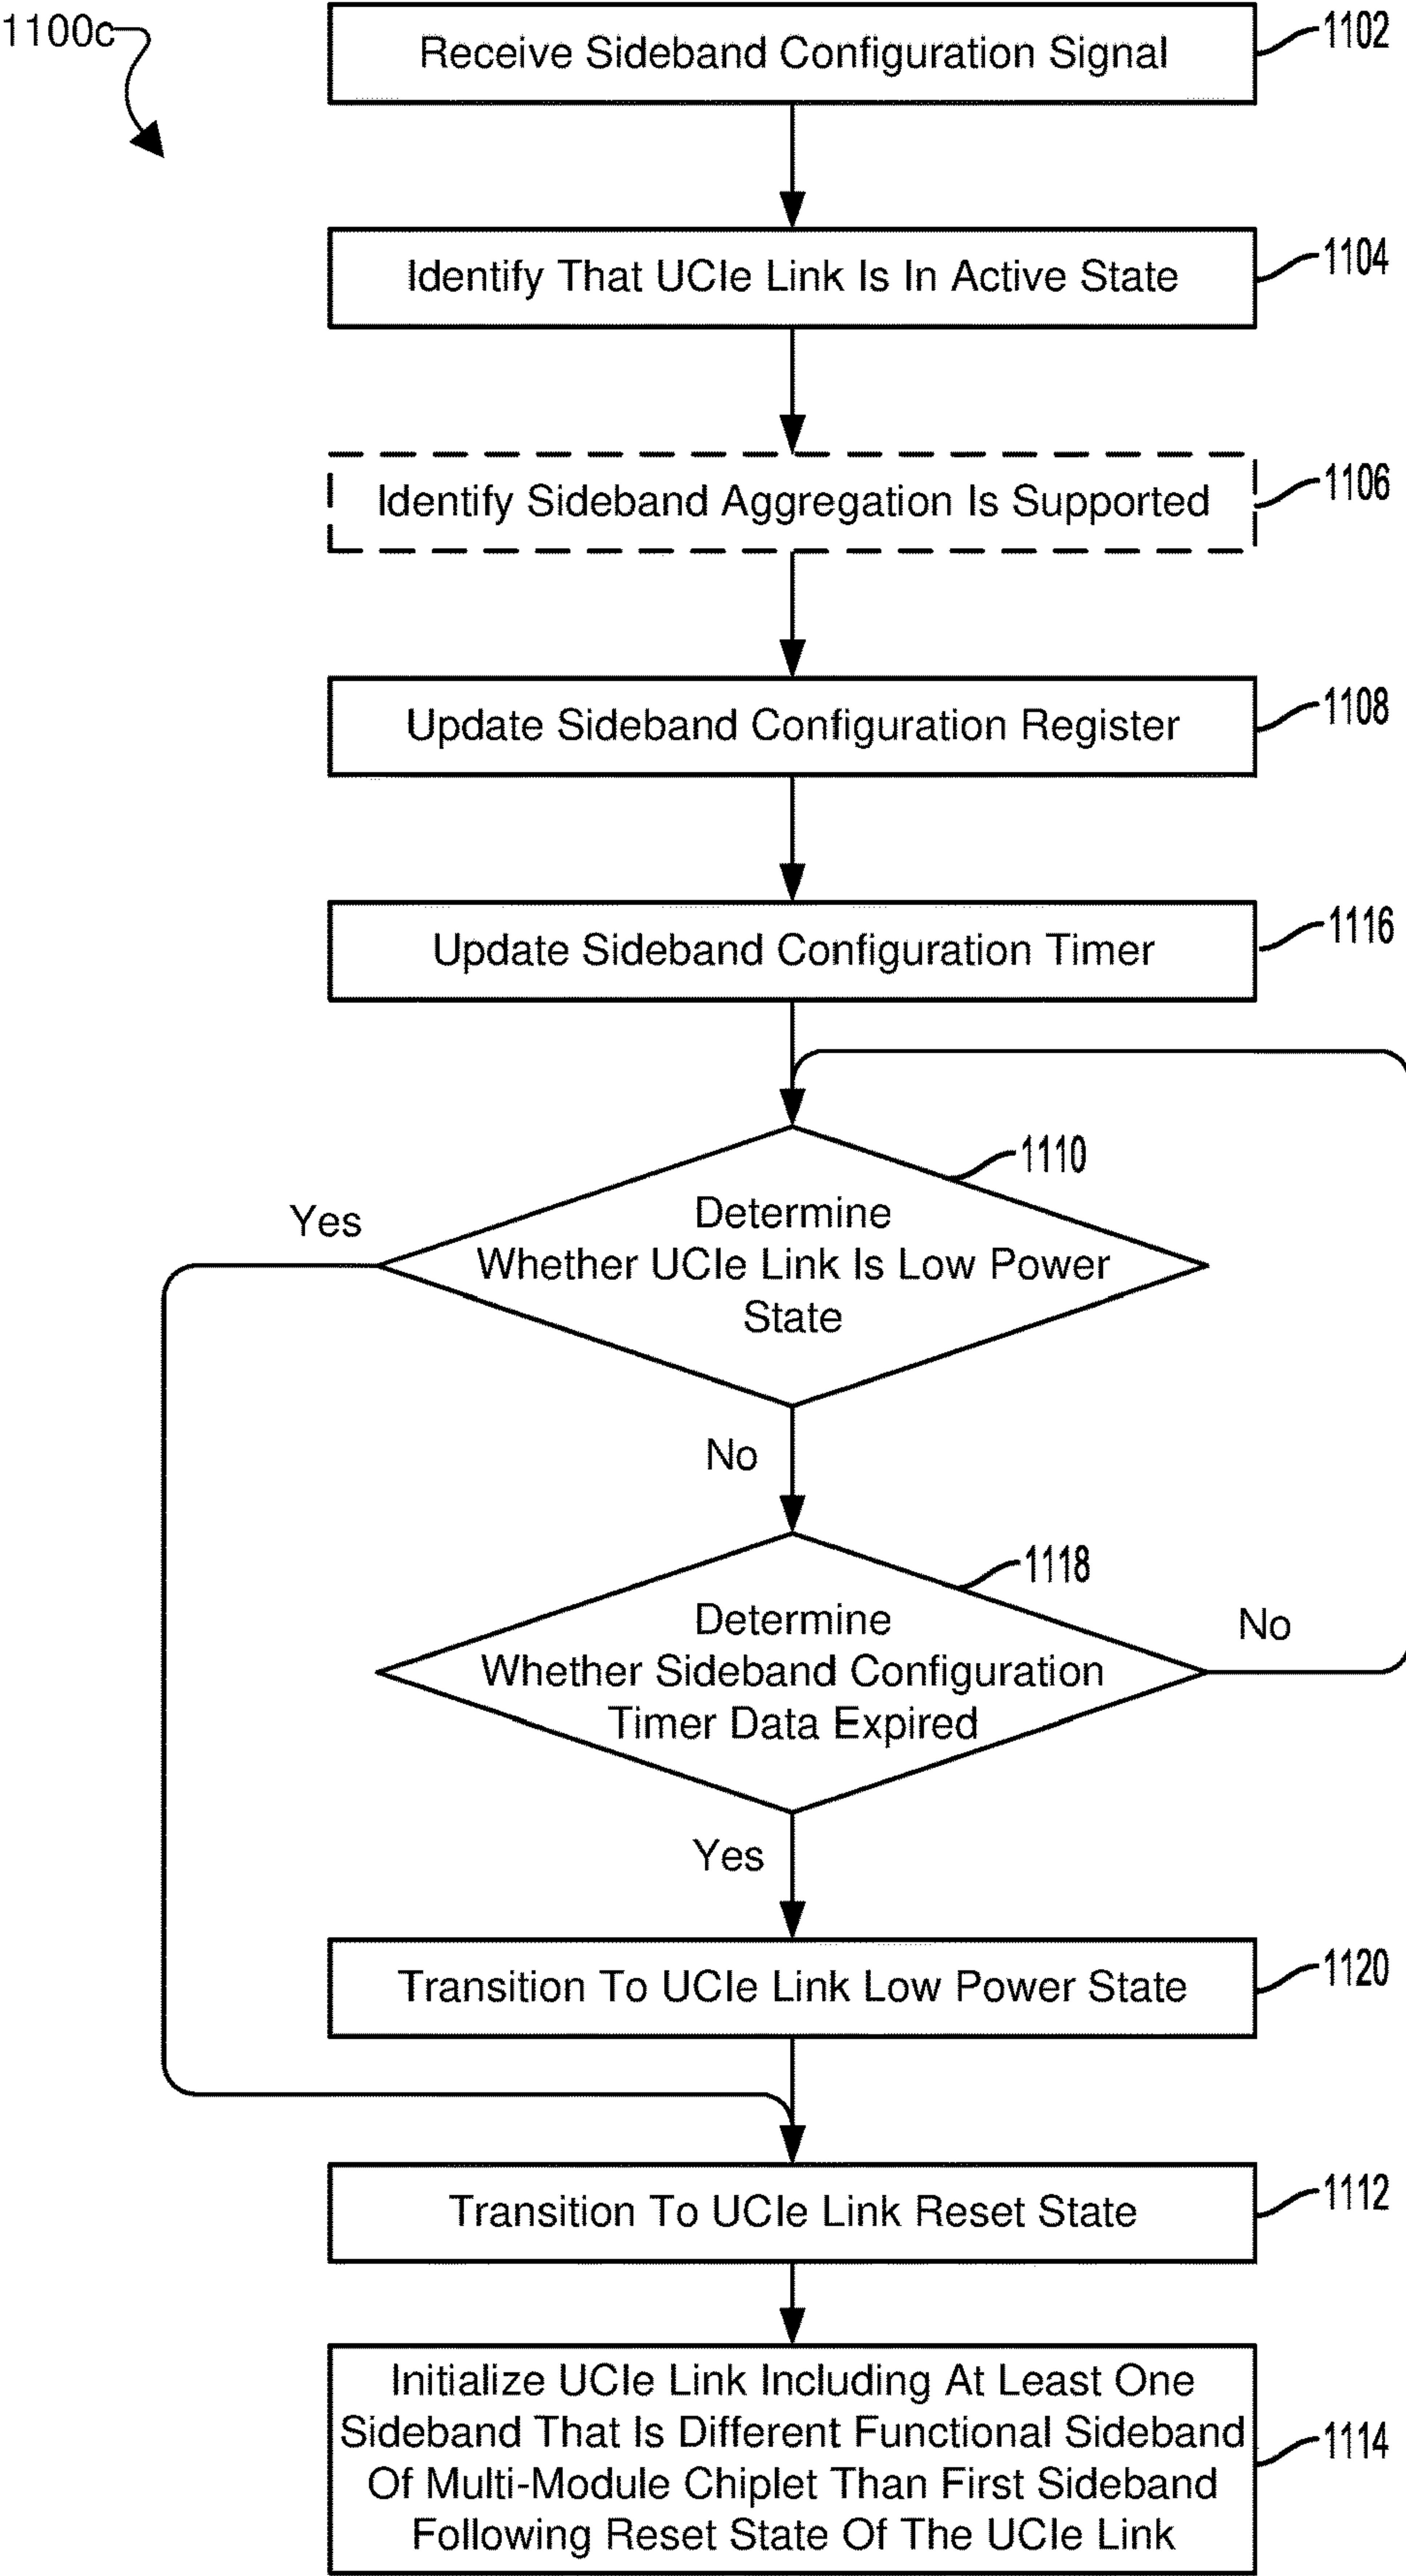 1100c
Receive Sideband Configuration Signal
1102
Identify That UCIe Link Is In Active State
1104
Identify Sideband Aggregation Is Supported
1106
Update Sideband Configuration Register
1108
Update Sideband Configuration Timer
1116
1110
Determine
Whether UCIe Link Is Low Power
State
Yes
No
1118
Determine
Whether Sideband Configuration
Timer Data Expired
No
Yes
Transition To UCIe Link Low Power State
1120
Transition To UCIe Link Reset State
1112
Initialize UCIe Link Including At Least One
Sideband That Is Different Functional Sideband
Of Multi-Module Chiplet Than First Sideband
Following Reset State Of The UCIe Link
1114